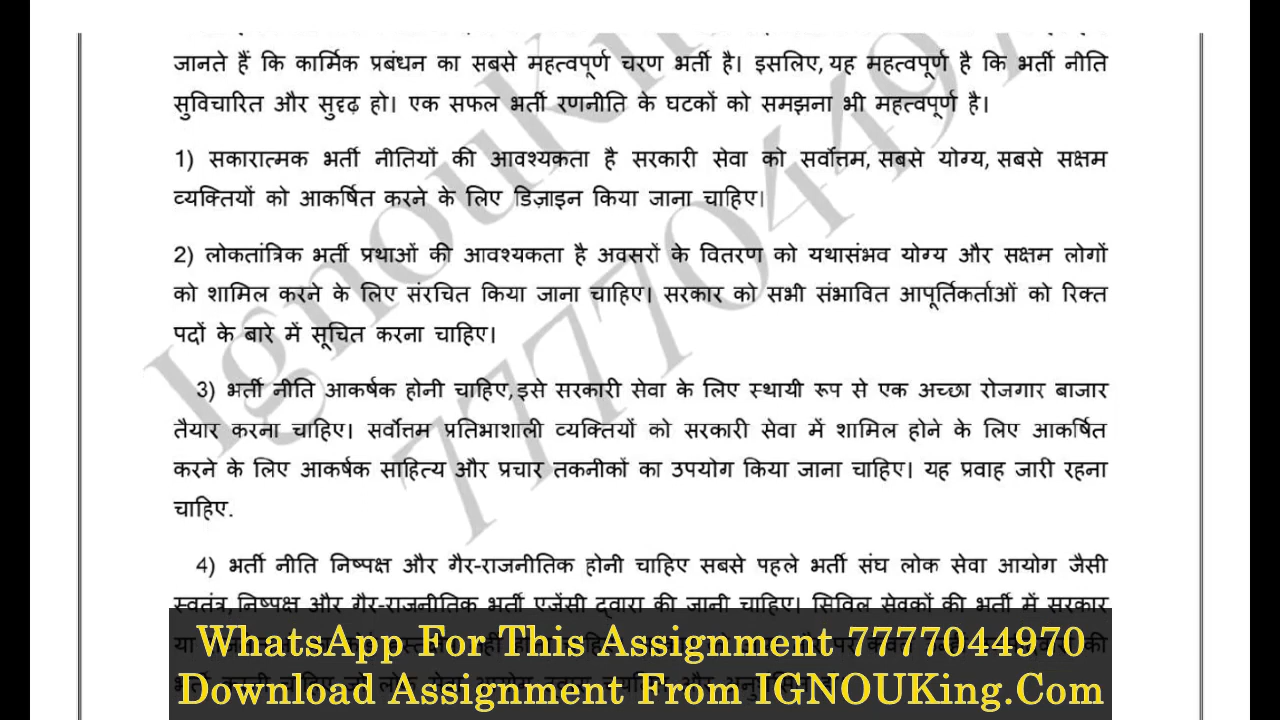 जानते हैं कि कार्मिक प्रबंधन का सबसे महत्वपूर्ण चरण भर्ती है। इसलिए, यह महत्वपूर्ण है कि भर्ती नीति
सुविचारित और सुदृढ़ हो। एक सफल भर्ती रणनीति के घटकों को समझना भी महत्वपूर्ण है।
1) सकारात्मक भर्ती नीतियों की आवश्यकता है सरकारी सेवा को सर्वोत्तम, सबसे योग्य, सबसे सक्षम
व्यक्तियों को आकर्षित करने के लिए डिज़ाइन किया जाना चाहिए।
2) लोकतांत्रिक भर्ती प्रथाओं की आवश्यकता है अवसरों के वितरण को यथासंभव योग्य और सक्षम लोगों
को शामिल करने के लिए संरचित किया जाना चाहिए। सरकार को सभी संभावित आपूर्तिकर्ताओं को रिक्त
पदों के बारे में सूचित करना चाहिए।
3) भर्ती नीति आकर्षक होनी चाहिए,इसे सरकारी सेवा के लिए स्थायी रूप से एक अच्छा रोजगार बाजार
तैयार करना चाहिए। सर्वोत्तम प्रतिभाशाली व्यक्तियों को सरकारी सेवा में शामिल होने के लिए आकर्षित
करने के लिए आकर्षक साहित्य और प्रचार तकनीकों का उपयोग किया जाना चाहिए। यह प्रवाह जारी रहना
चाहिए.
4) भर्ती नीति निष्पक्ष और गैर-राजनीतिक होनी चाहिए सबसे पहले भर्ती संघ लोक सेवा आयोग जैसी
स्वतंत्र,निष्पक्ष और गैर-राजनीतिक भर्ती एजेंसी द्वारा की जानी चाहिए। सिविल सेवकों की भर्ती में सरकार
WhatsApp For This Assignment 7777044970
Download Assignment From IGNOUKing.Com